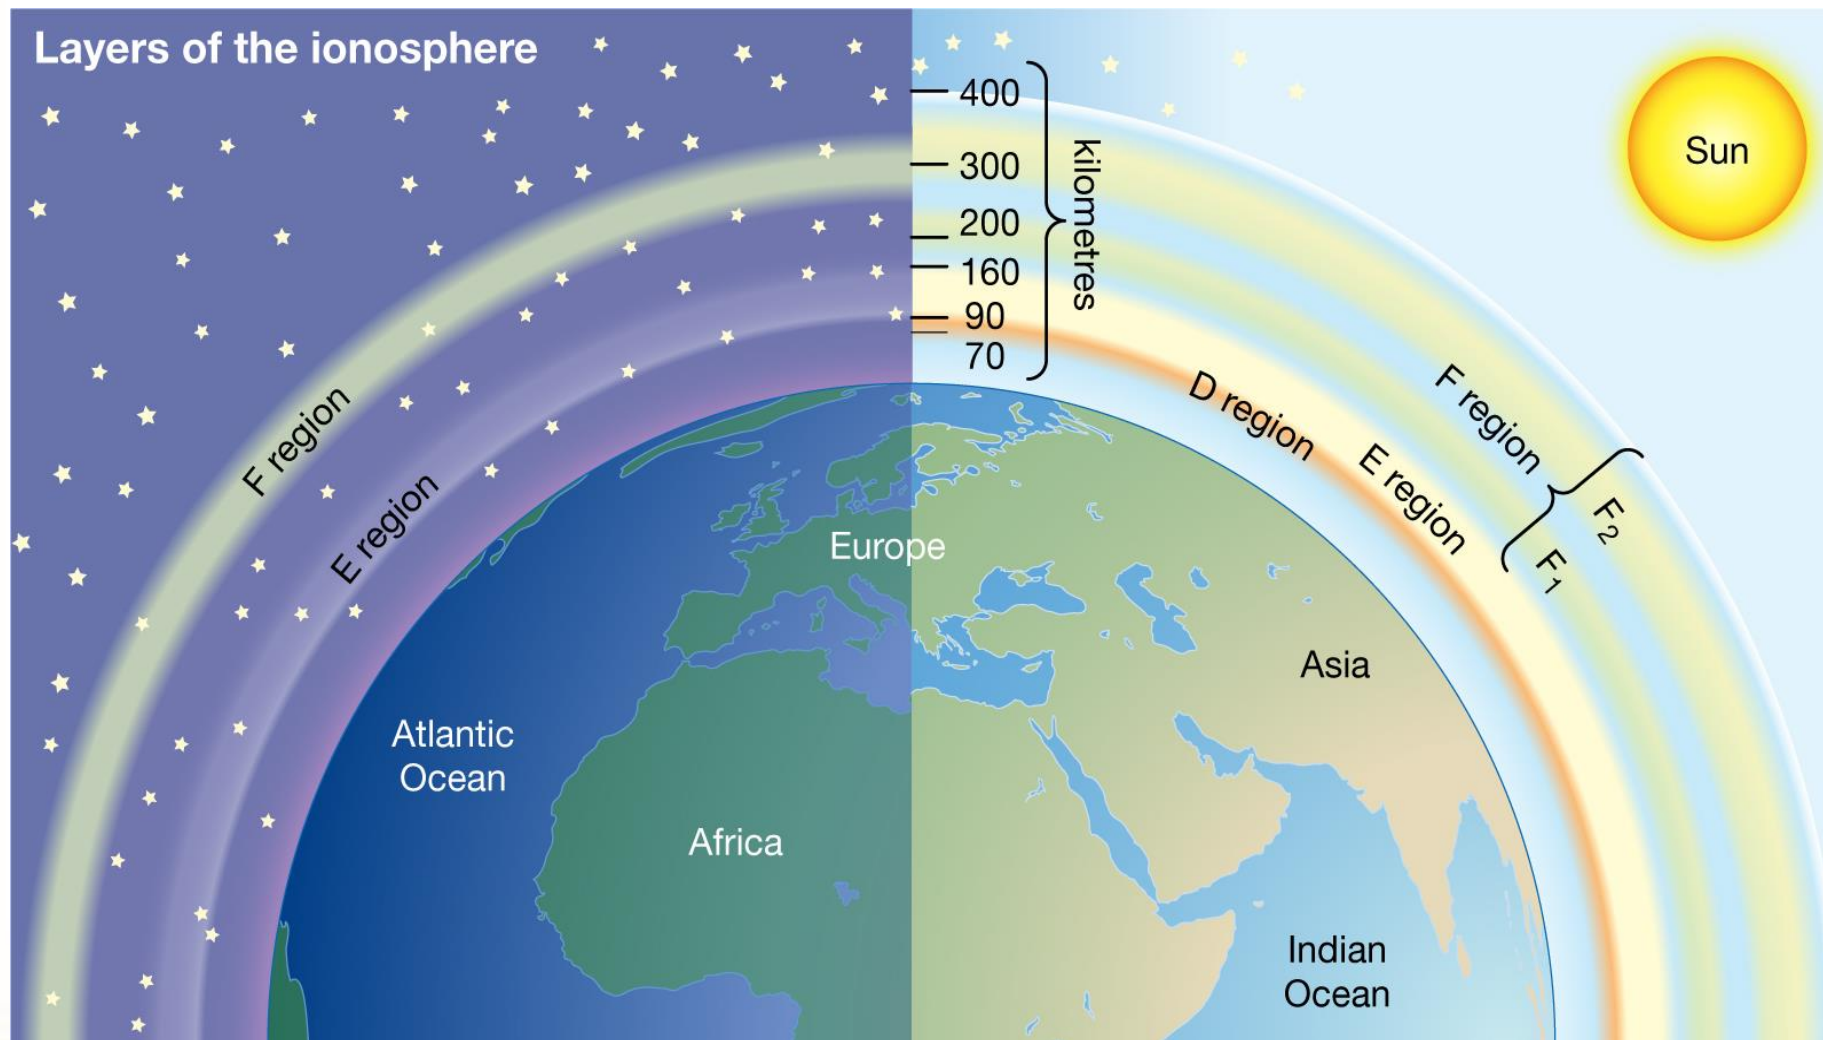 Layers of the ionosphere
400
300
200
160
90
70
kilometres
Sun
F region
E region
D region
E region
F region
F2
F1
Europe
Asia
Atlantic
Ocean
Africa
Indian
Ocean